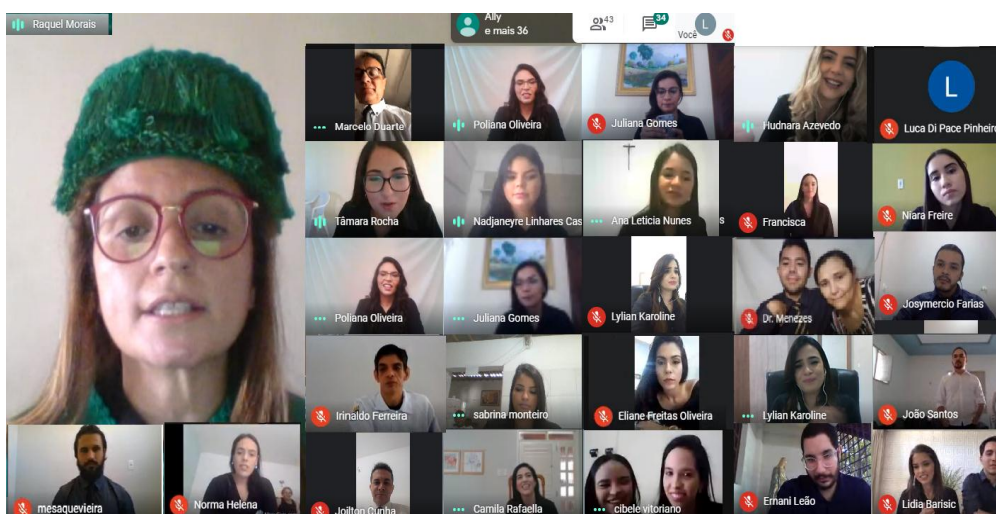 Raquel Morais
Ally
e mais 36
43
34
L
Você
Marcelo Duarte
Poliana Oliveira
Juliana Gomes
Hudnara Azevedo
L
Luca Di Pace Pinheiro
Tâmara Rocha
Nadjaneyre Linhares Cas
Ana Leticia Nunes
s
Francisca
Niara Freire
Poliana Oliveira
Juliana Gomes
Lylian Karoline
Dr. Menezes
Josymercio Farias
Irinaldo Ferreira
sabrina monteiro
Eliane Freitas Oliveira
Lylian Karoline
João Santos
mesaquevieira
Norma Helena
Joilton Cunha
Camila Rafaella
cibele vitoriano
Ernani Leão
Lidia Barisic